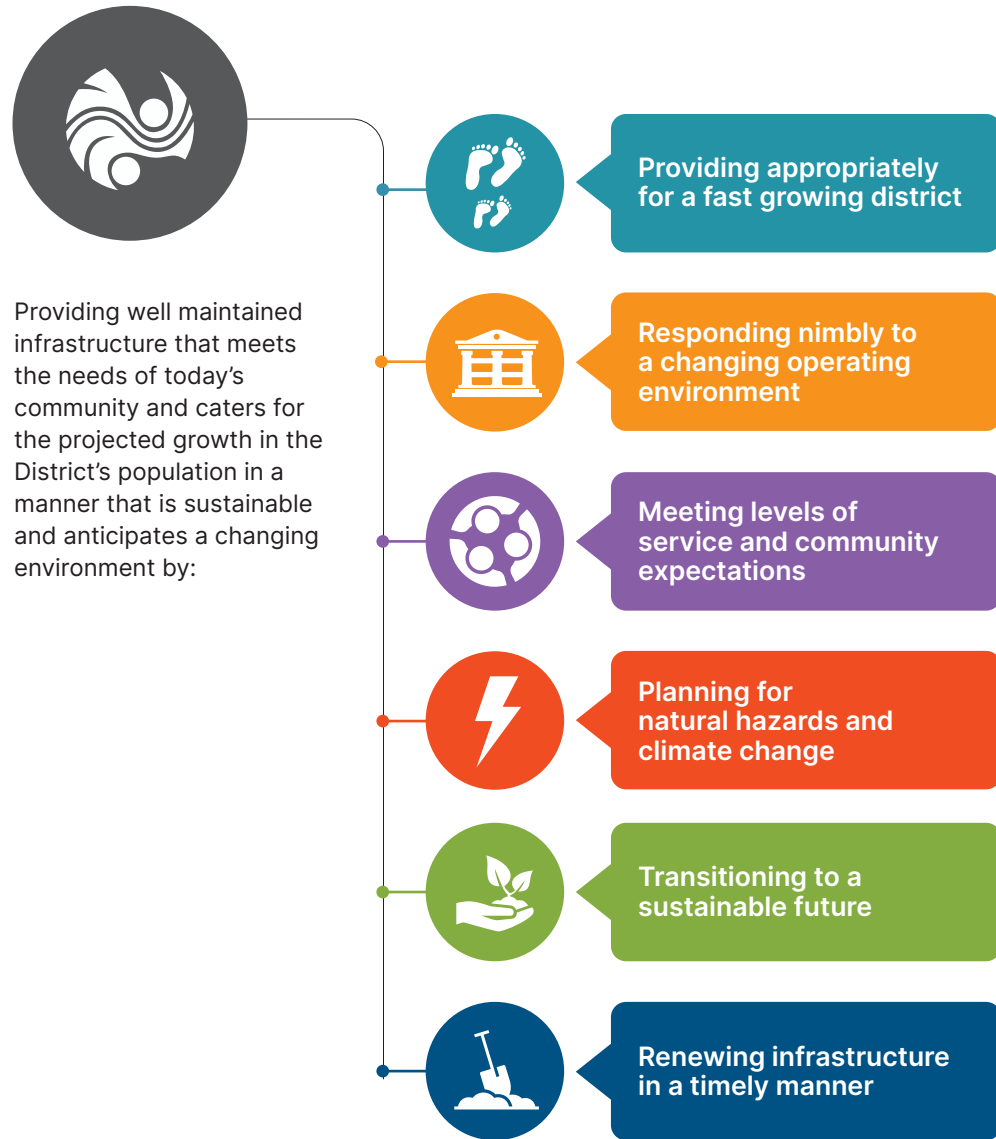 Providing well maintained
infrastructure that meets
the needs of today’s
community and caters for
the projected growth in the
District’s population in a
manner that is sustainable
and anticipates a changing
environment by:
Providing appropriately
for a fast growing district
Responding nimbly to
a changing operating
environment
Meeting levels of
service and community
expectations
Planning for
natural hazards and
climate change
Transitioning to a
sustainable future
Renewing infrastructure
in a timely manner